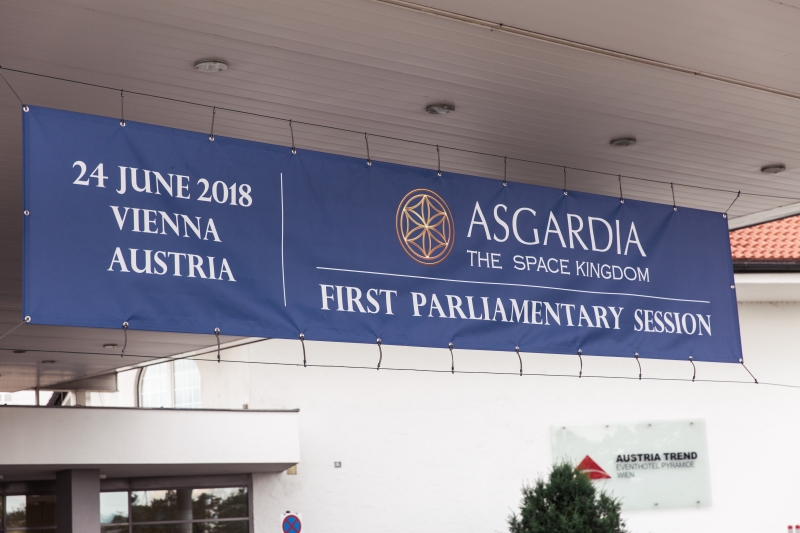 24 JUNE 2018
VIENNA
AUSTRIA
ASGARDIA
THE SPACE KINGDOM
FIRST PARLIAMENTARY SESSION
AUSTRIA TREND
EVENTHOTEL PYRAMIDE
WIEN